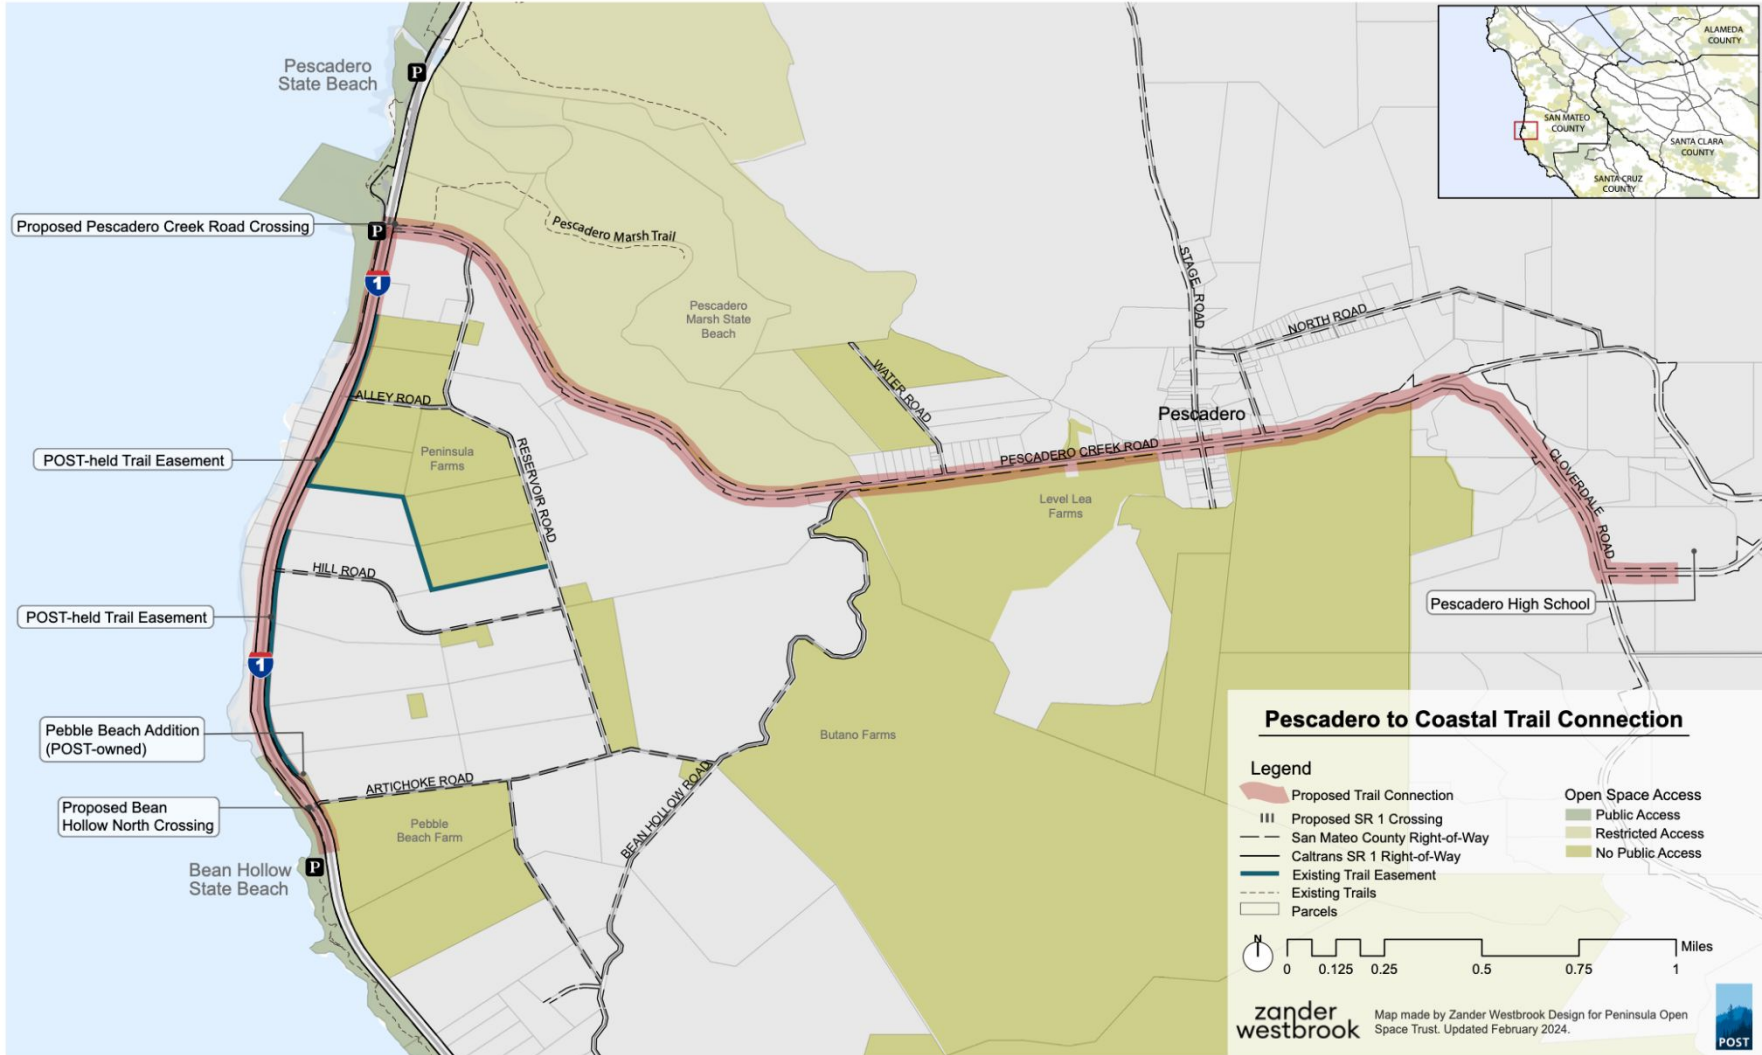 Pescadero
State Beach
P
ALAMEDA
COUNTY
SAN MATEO
COUNTY
SANTA CLARA
COUNTY
SANTA CRUZ
COUNTY
Proposed Pescadero Creek Road Crossing
P
1
Pescadero Marsh Trail
Pescadero
Marsh State
Beach
STAGE ROAD
NORTH ROAD
WATER ROAD
ALLEY ROAD
Pescadero
PESCADERO CREEK ROAD
POST-held Trail Easement
Peninsula
Farms
RESERVOIR ROAD
Level Lea
Farms
CLOVERDALE ROAD
HILL ROAD
POST-held Trail Easement
Pescadero High School
1
Pebble Beach Addition
(POST-owned)
Butano Farms
ARTICHOKE ROAD
Proposed Bean
Hollow North Crossing
Pebble
Beach Farm
BEAN HOLLOW ROAD
Bean Hollow
State Beach
P
Pescadero to Coastal Trail Connection
Legend
Proposed Trail Connection
Proposed SR 1 Crossing
San Mateo County Right-of-Way
Caltrans SR 1 Right-of-Way
Existing Trail Easement
Existing Trails
Parcels
Open Space Access
Public Access
Restricted Access
No Public Access
N
Miles
0 0.125 0.25 0.5 0.75 1
zander
westbrook
Map made by Zander Westbrook Design for Peninsula Open
Space Trust. Updated February 2024.
POST